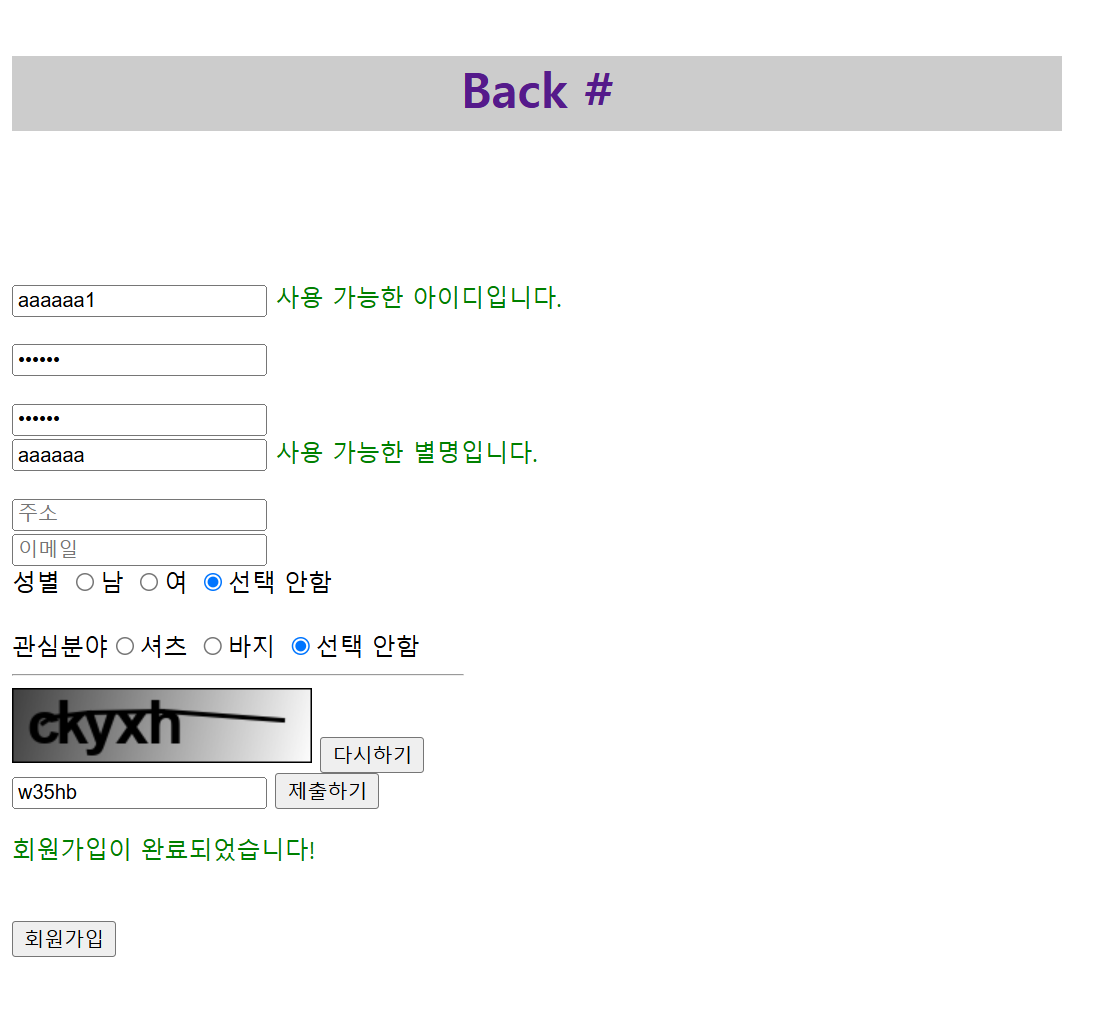 Back #
aaaaaa1 사용 가능한 아이디입니다.
••••••
••••••
aaaaaa 사용 가능한 별명입니다.
주소
이메일
성별 남 여 선택 안함
관심분야 셔츠 바지 선택 안함
ckyxh 다시하기
w35hb 제출하기
회원가입이 완료되었습니다!
회원가입